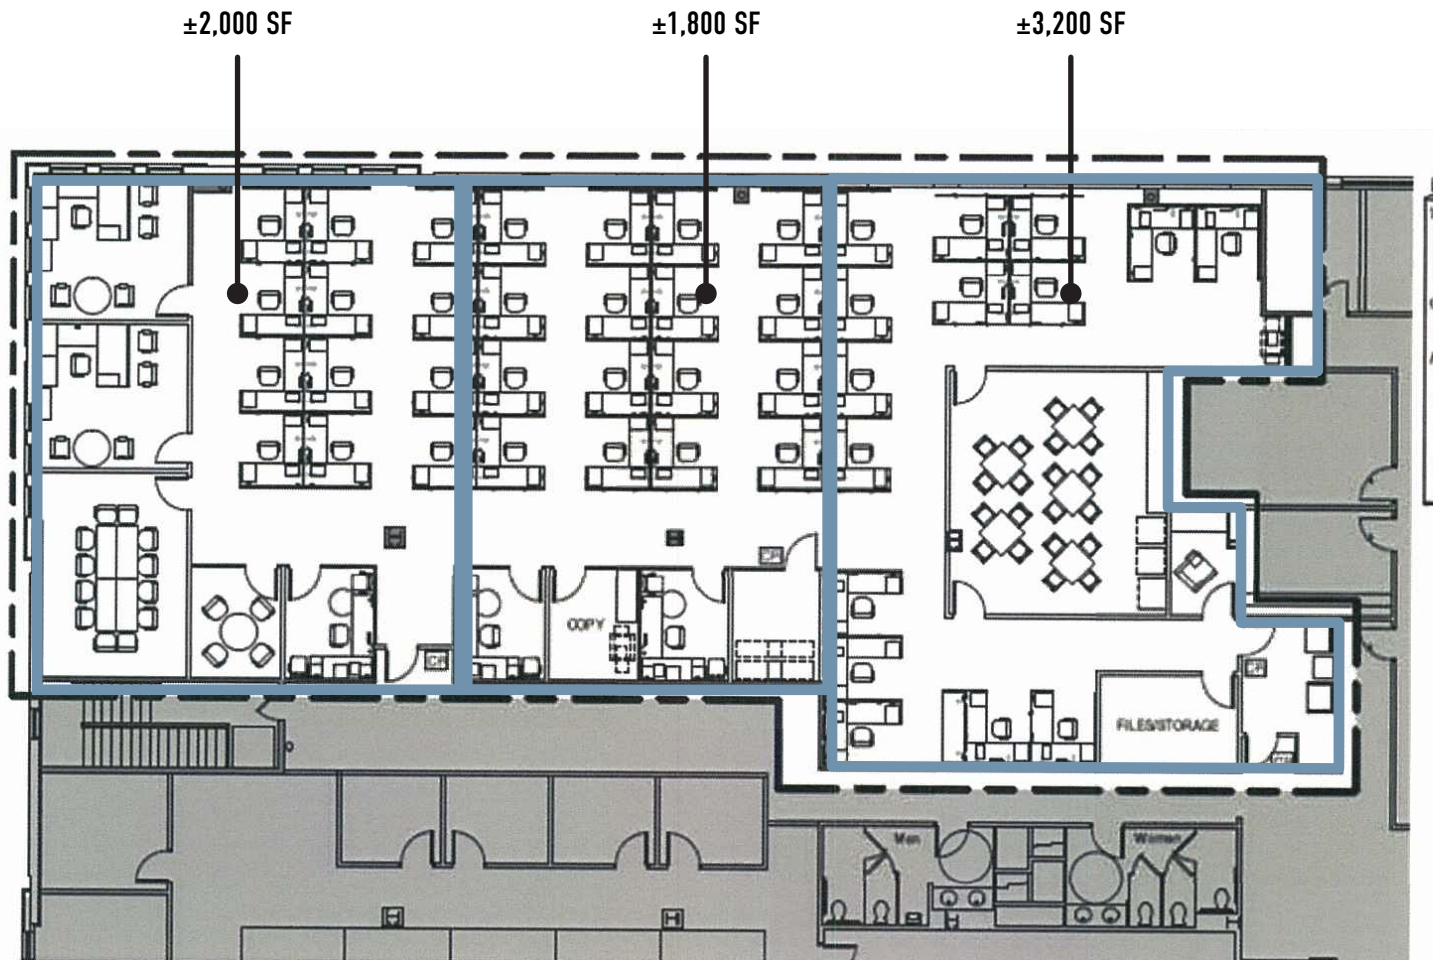 ±2,000 SF
±1,800 SF
±3,200 SF
COPY
FILES/STORAGE
Men
Women